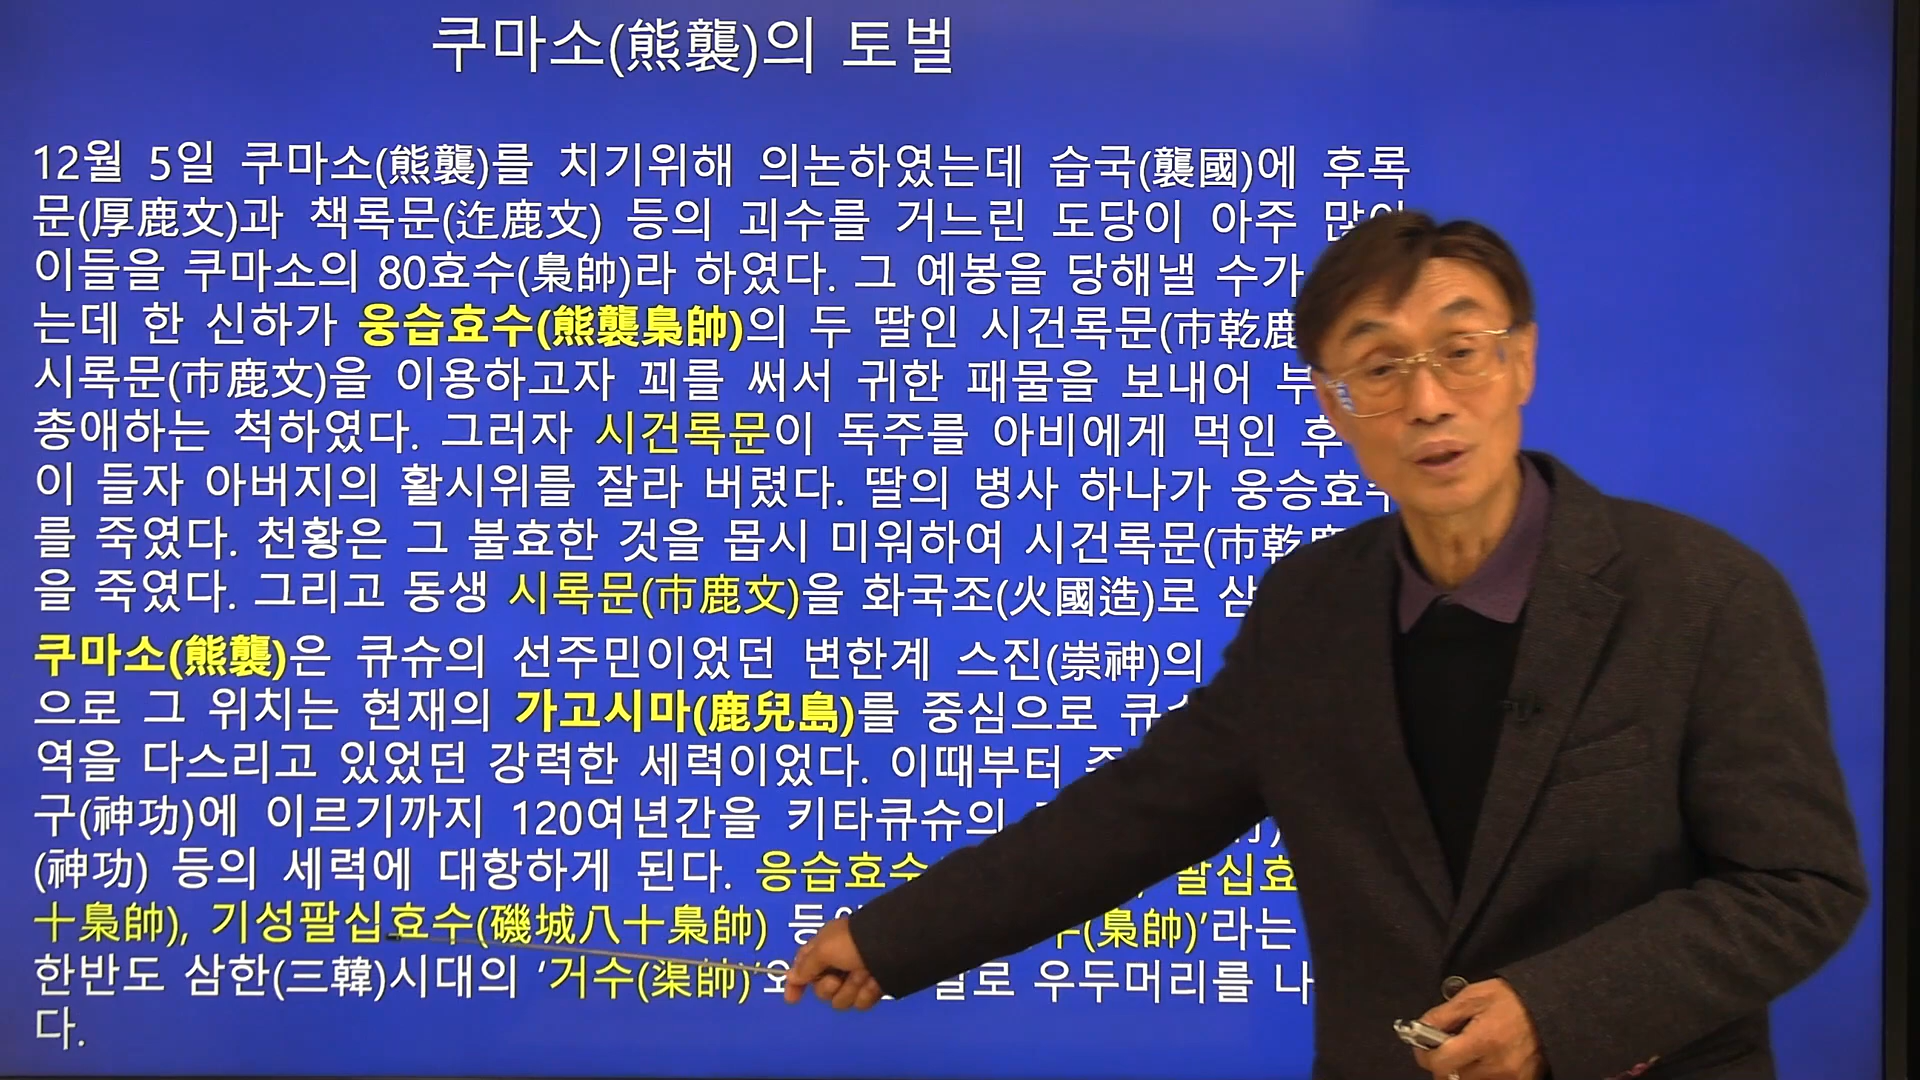 쿠마소(熊襲)의 토벌
12월 5일 쿠마소(熊襲)를 치기위해 의논하였는데 습국(襲國)에 후록
문(厚鹿文)과 책록문(迮鹿文) 등의 괴수를 거느린 도당이 아주
이들을 쿠마소의 80효수(梟帥)라 하였다. 그 예봉을 당해낼 수가
는데 한 신하가 웅습효수(熊襲梟帥)의 두 딸인 시건록문(市乾鹿
시록문(市鹿文)을 이용하고자 꾀를 써서 귀한 패물을 보내어
총애하는 척하였다. 그러자 시건록문이 독주를 아비에게 먹인 후
이 들자 아버지의 활시위를 잘라 버렸다. 딸의 병사 하나가 웅승효수
를 죽였다. 천황은 그 불효한 것을 몹시 미워하여 시건록문(市乾鹿
을 죽였다. 그리고 동생 시록문(市鹿文)을 화국조(火國造)로
쿠마소(熊襲)은 큐슈의 선주민이었던 변한계 스진(崇神)의
으로 그 위치는 현재의 가고시마(鹿兒島)를 중심으로
역을 다스리고 있었던 강력한 세력이었다. 이때부터
구(神功)에 이르기까지 120여년간을 키타큐슈의
(神功) 등의 세력에 대항하게 된다. 응습효수 팔십효
十梟帥), 기성팔십효수(磯城八十梟帥) (梟帥)’라는
한반도 삼한(三韓)시대의 ‘거수(渠帥)’ 우두머리를
다.